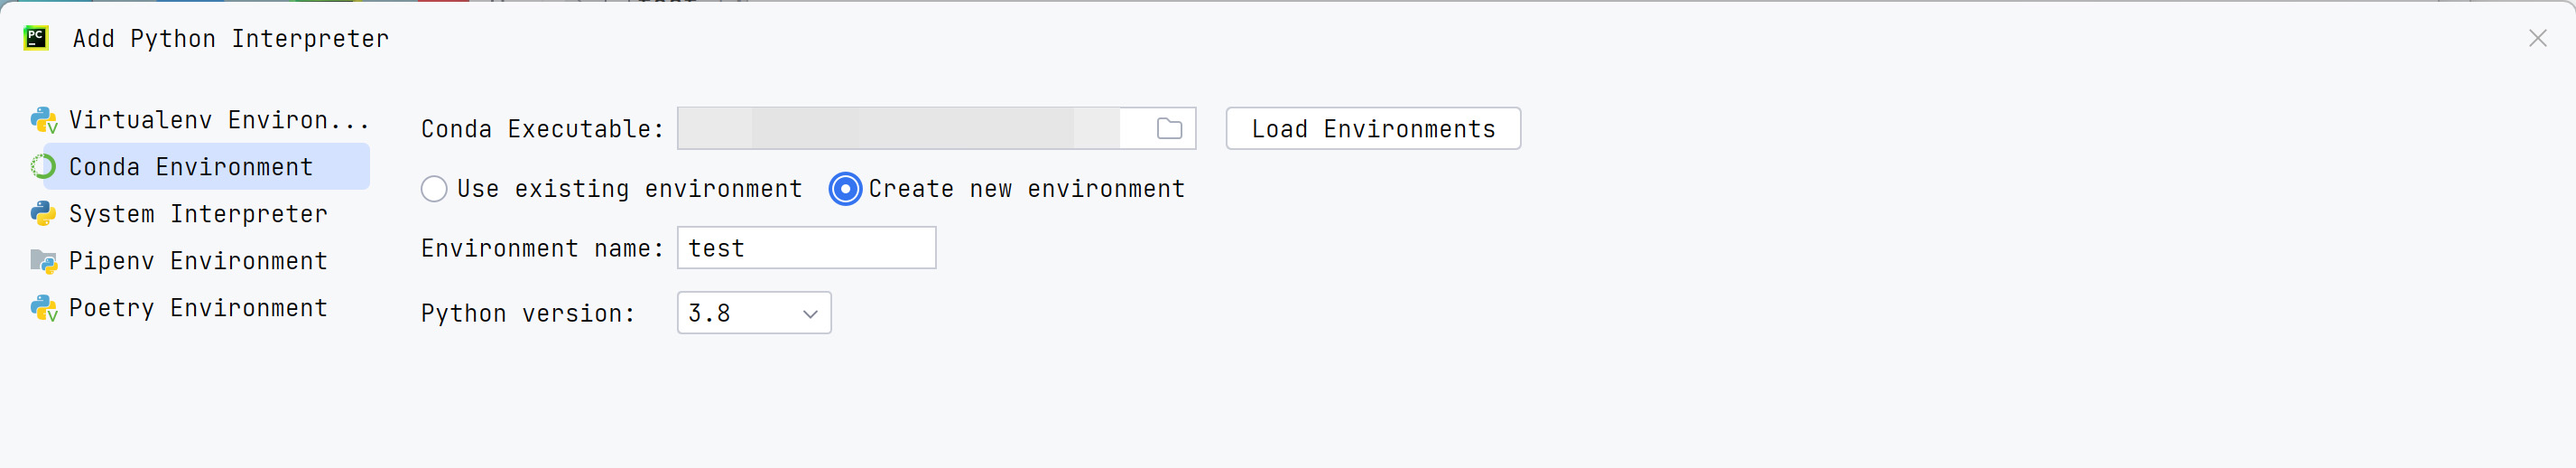 PC Add Python Interpreter
Virtualenv Environ...
Conda Environment
System Interpreter
Pipenv Environment
Poetry Environment
Conda Executable: Load Environments
Use existing environment Create new environment
Environment name: test
Python version: 3.8